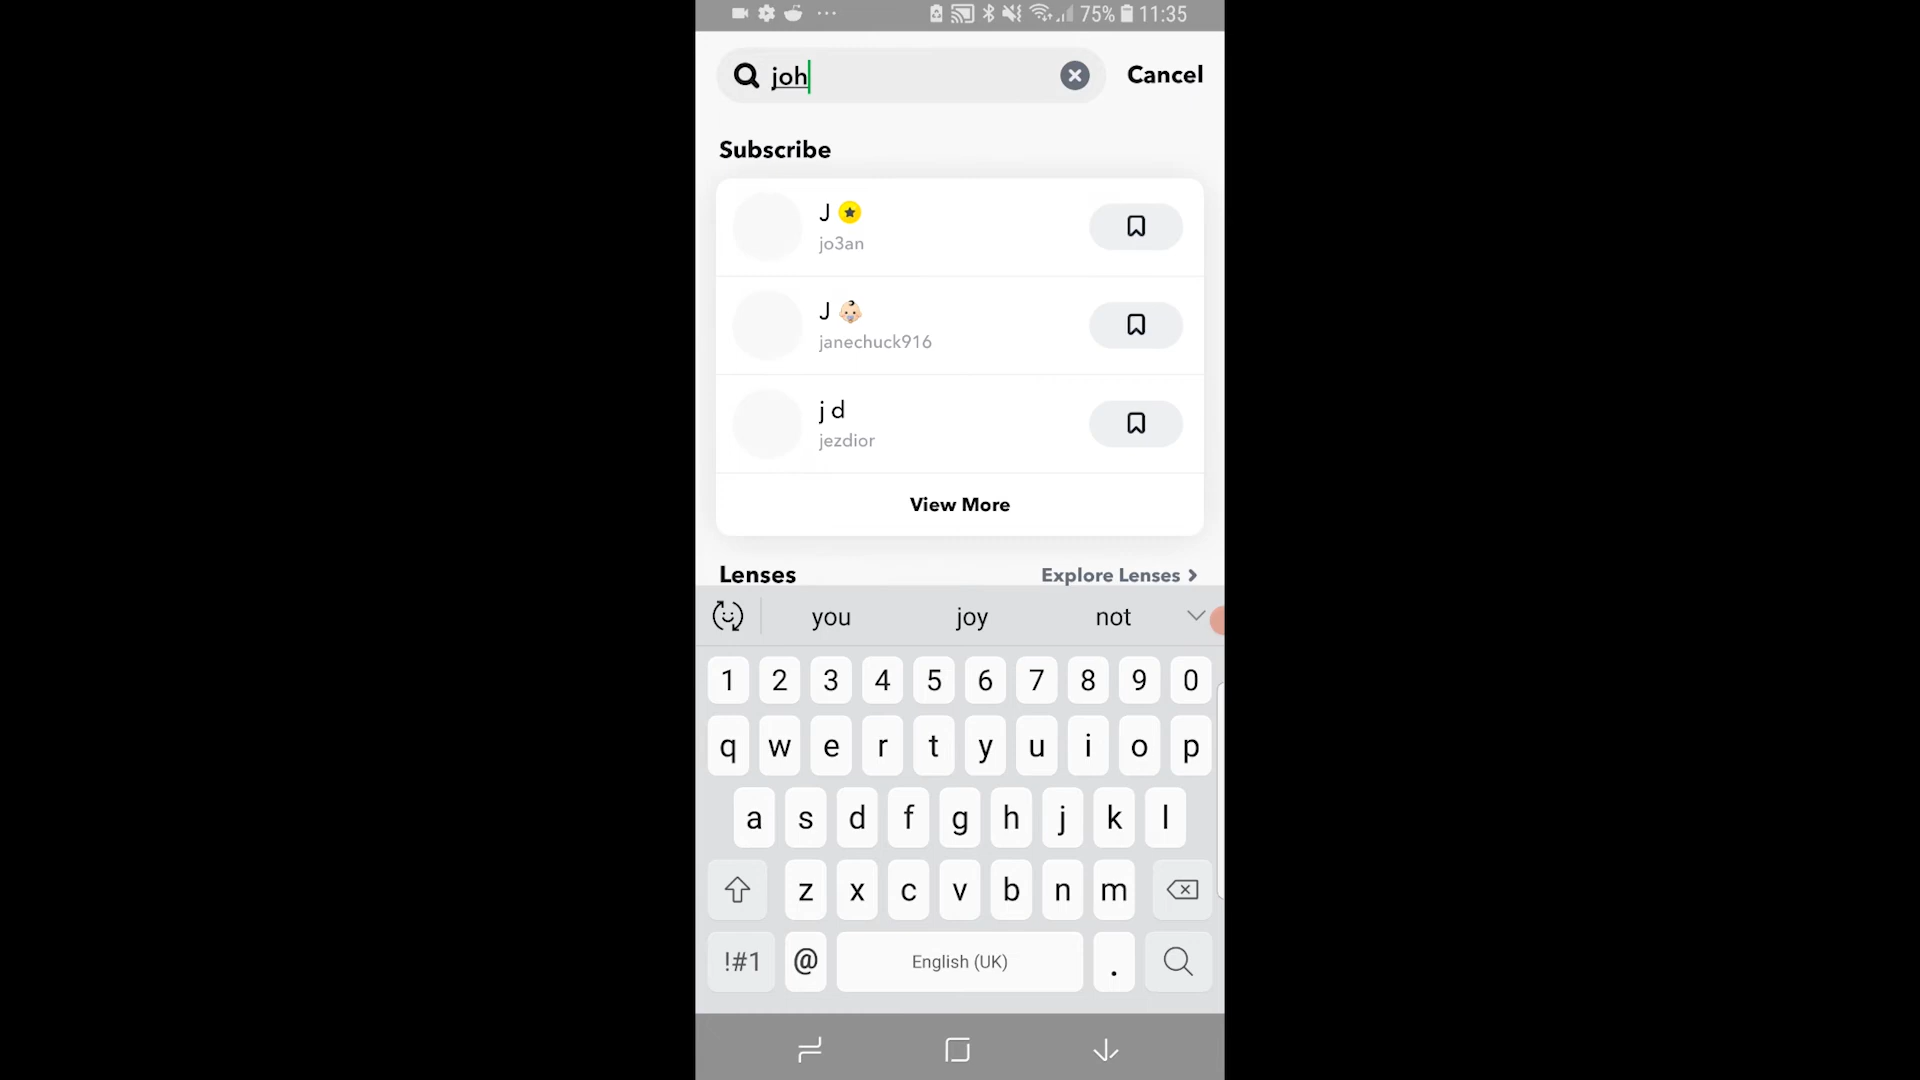 75% 11:35
joh Cancel
Subscribe
J
jo3an
J
janechuck916
j d
jezdior
View More
Lenses Explore Lenses
you joy not
1 2 3 4 5 6 7 8 9 0
q w e r t y u i o p
a s d f g h j k l
z x c v b n m
!#1 @ English (UK) .